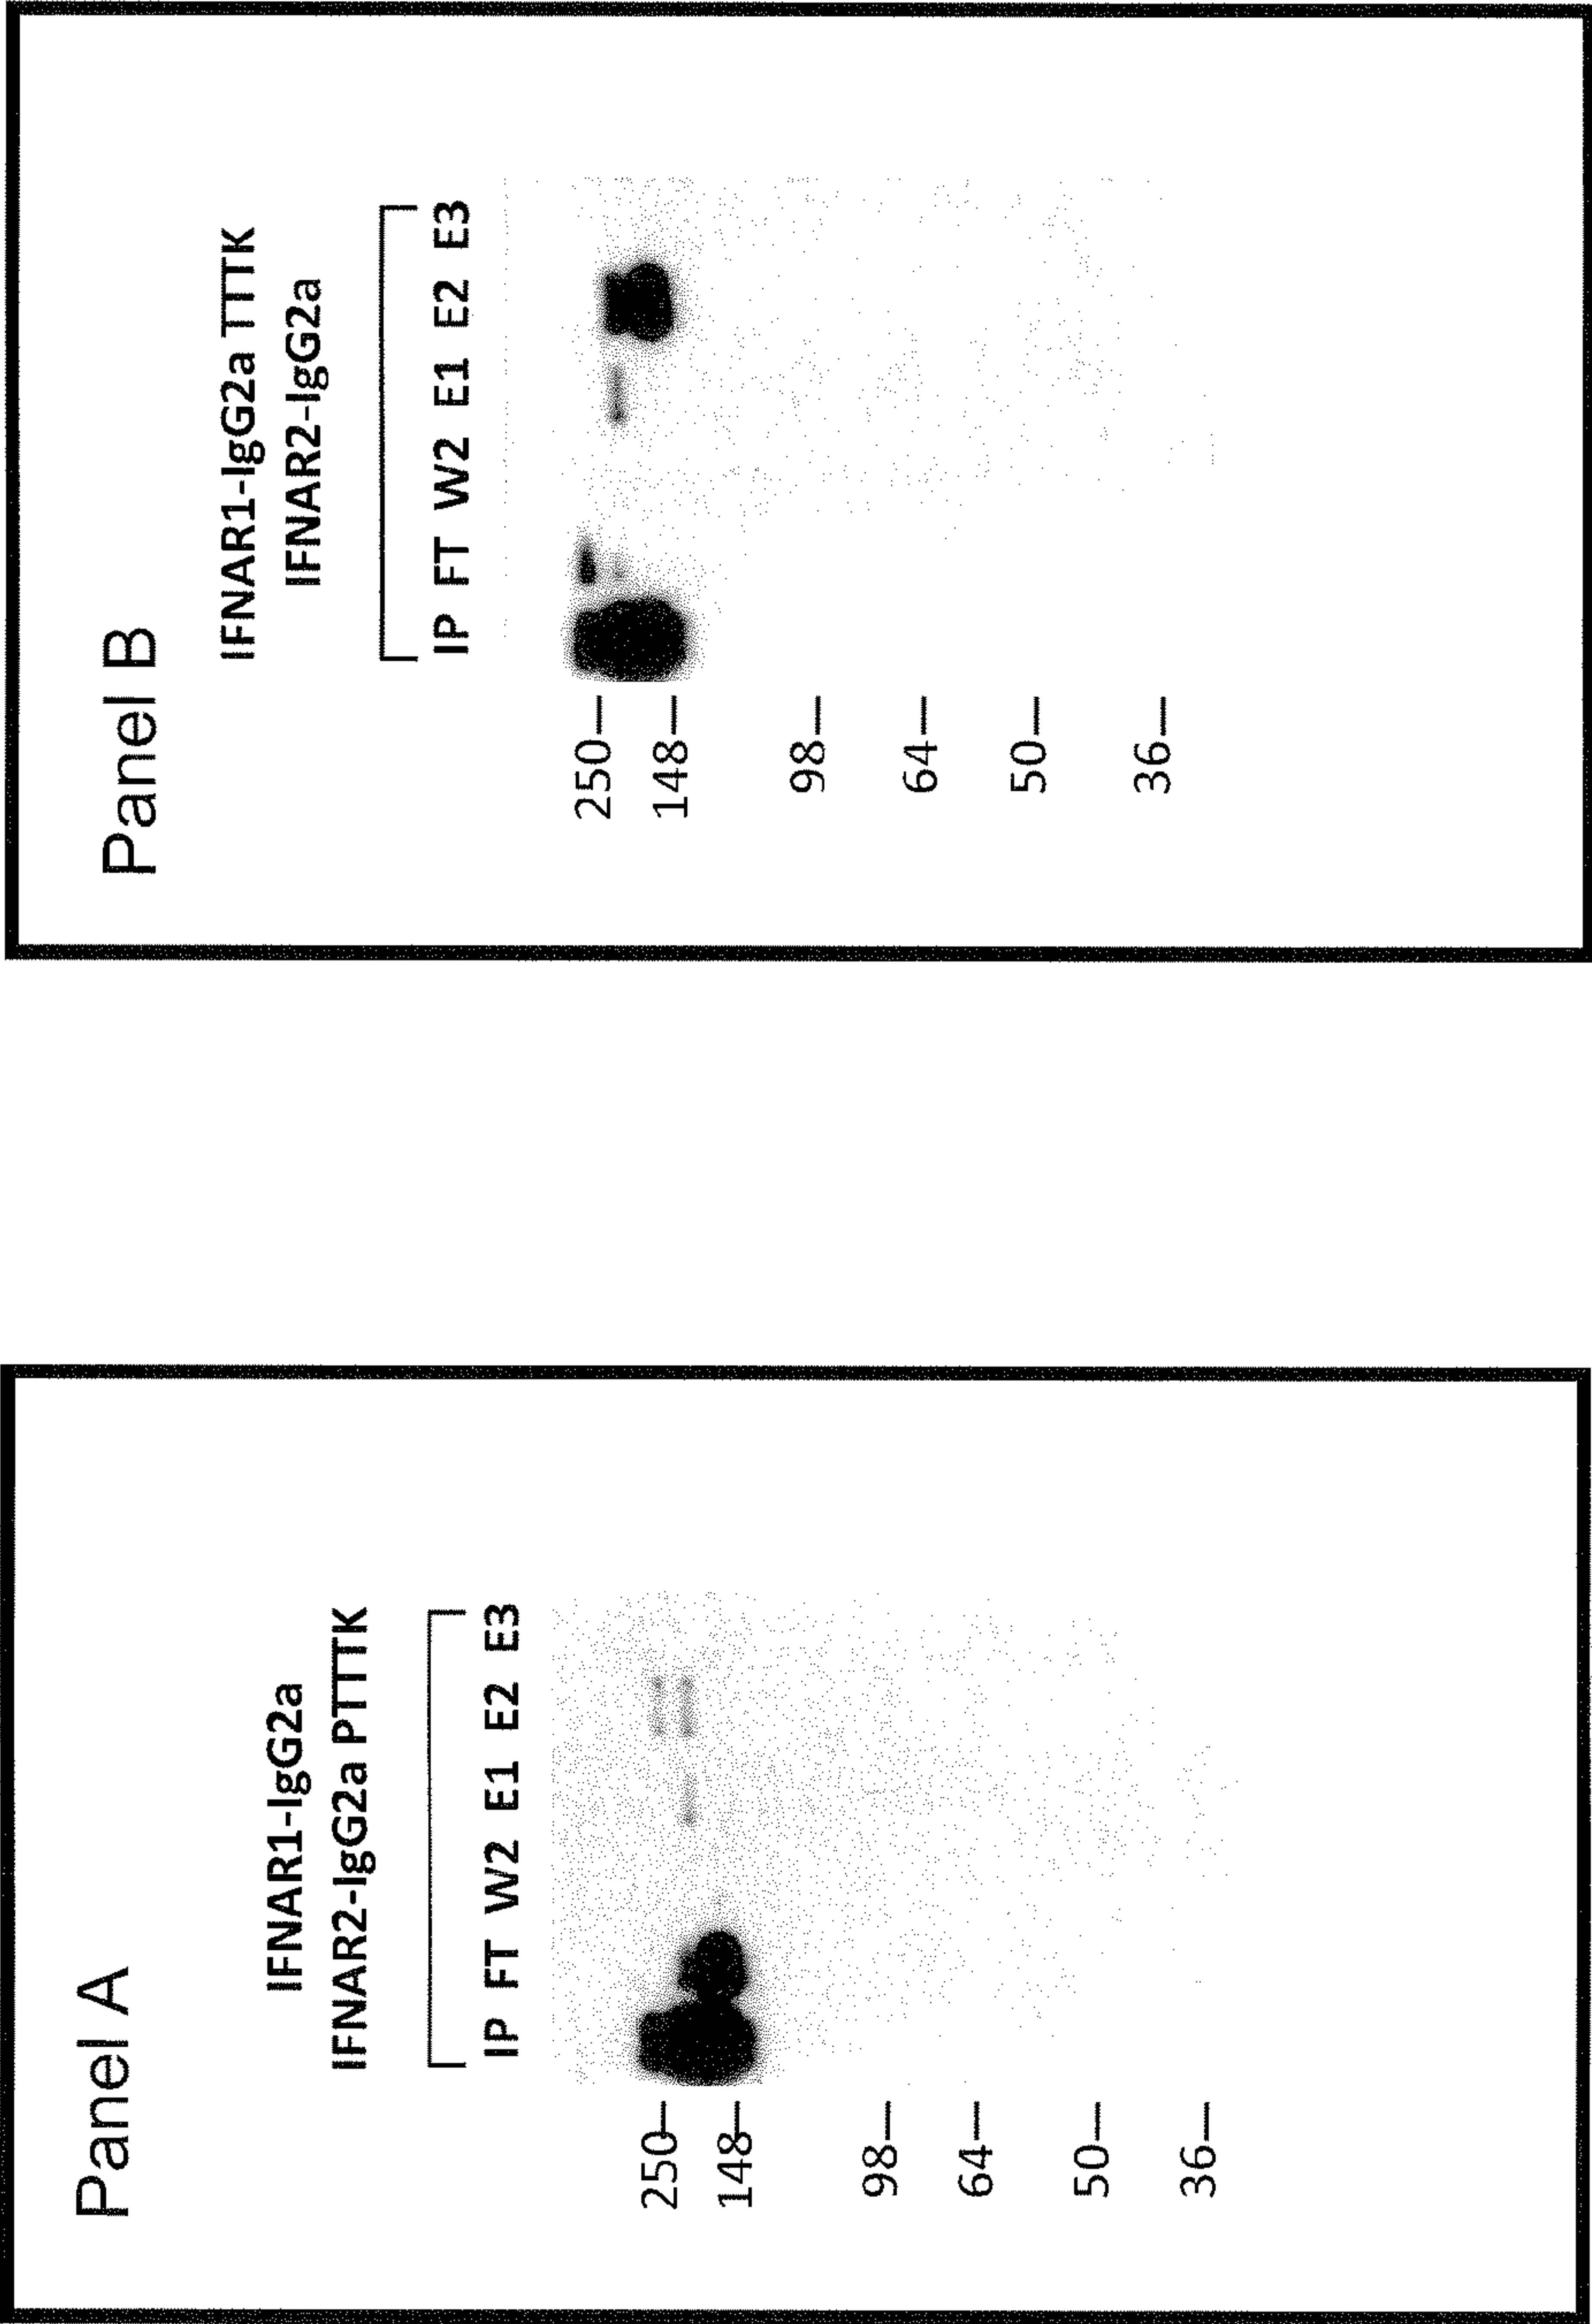 Panel A
IFNAR1-IgG2a
IFNAR2-IgG2a PTTTK
IP FT W2 E1 E2 E3
250
148
98
64
50
36
Panel B
IFNAR1-IgG2a TTTK
IFNAR2-IgG2a
IP FT W2 E1 E2 E3
250
148
98
64
50
36